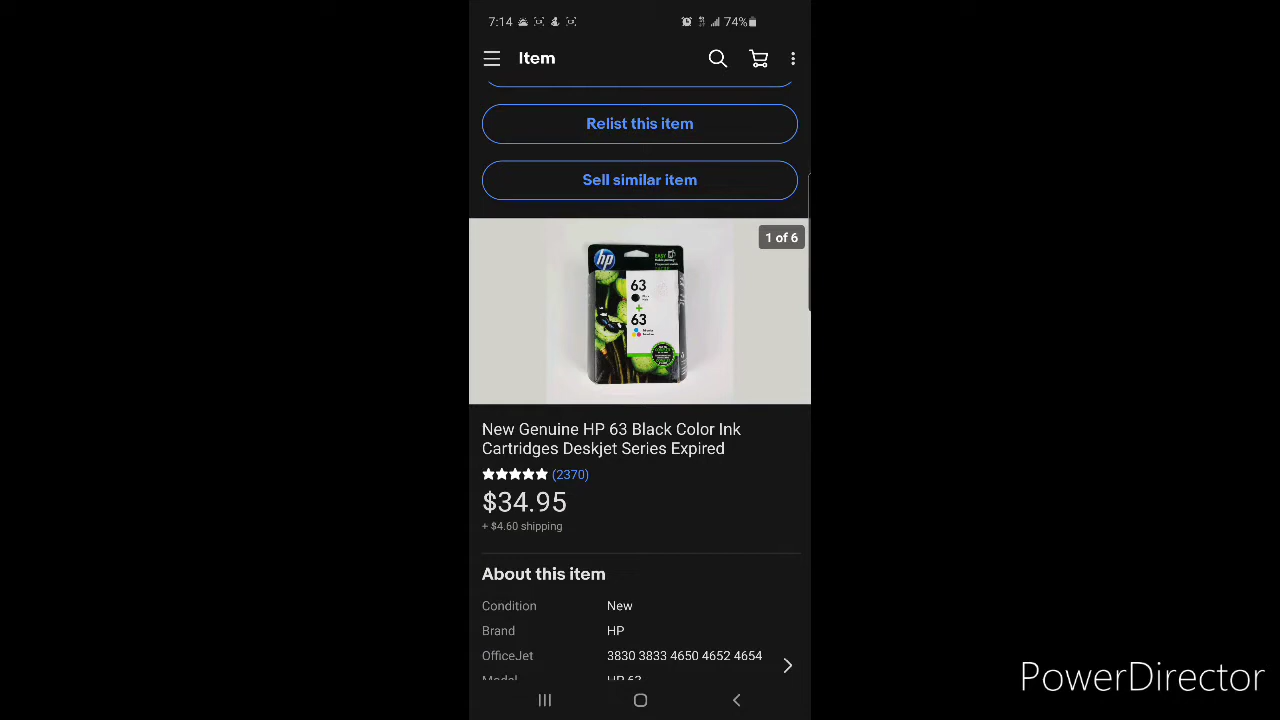 7:14
74%
Item
Relist this item
Sell similar item
1 of 6
hp
EASY
63
63
New Genuine HP 63 Black Color Ink
Cartridges Deskjet Series Expired
(2370)
$34.95
+ $4.60 shipping
About this item
Condition New
Brand HP
OfficeJet 3830 3833 4650 4652 4654
PowerDirector